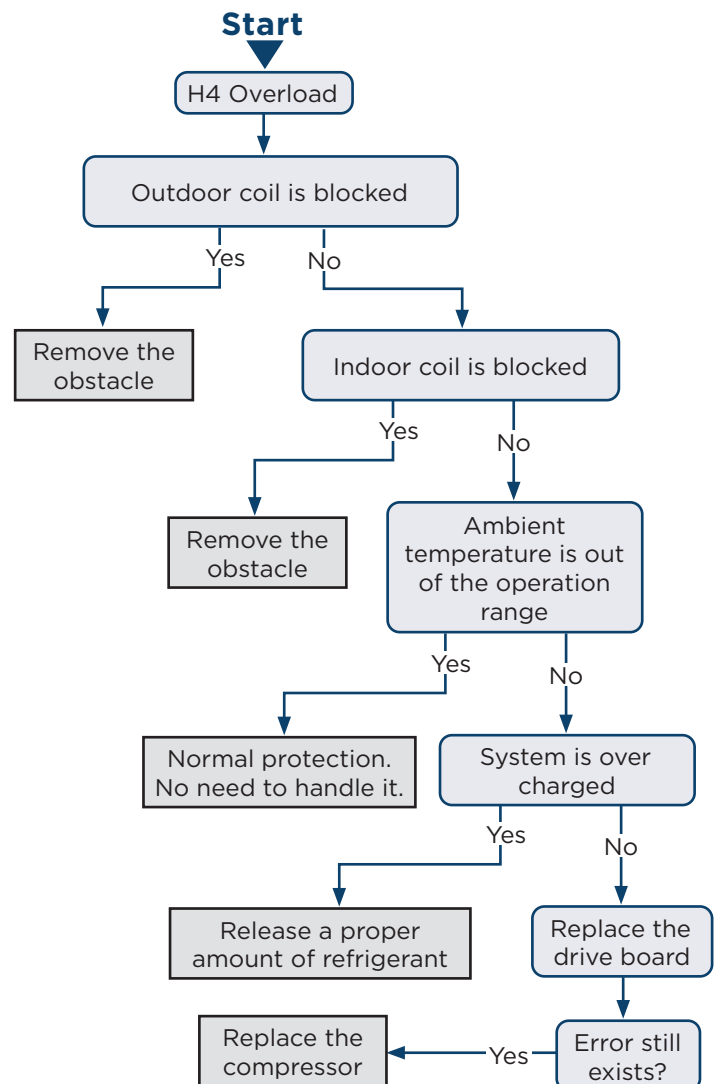 Start
H4 Overload
Outdoor coil is blocked
Yes
No
Remove the
obstacle
Indoor coil is blocked
Yes
No
Remove the
obstacle
Ambient
temperature is out
of the operation
range
Yes
No
Normal protection.
No need to handle it.
System is over
charged
Yes
No
Release a proper
amount of refrigerant
Replace the
drive board
Replace the
compressor
Yes
Error still
exists?